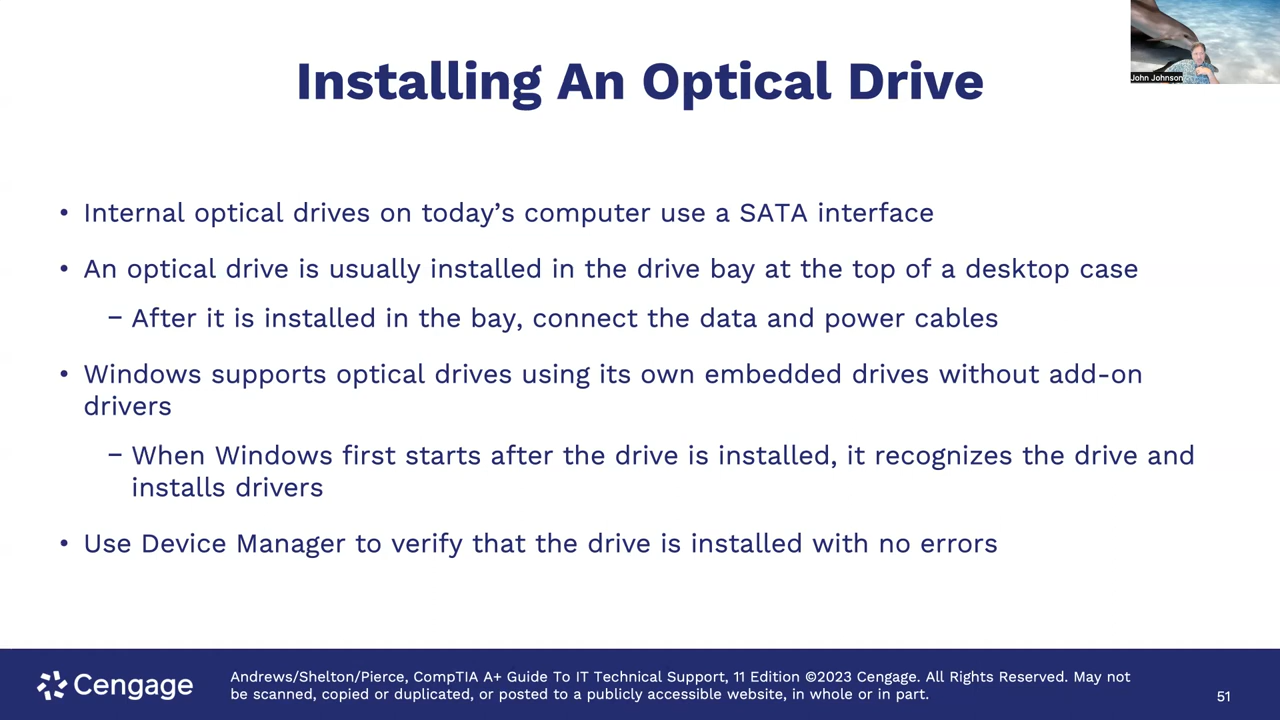 John Johnson
Installing An Optical Drive
• Internal optical drives on today's computer use a SATA interface
• An optical drive is usually installed in the drive bay at the top of a desktop case
– After it is installed in the bay, connect the data and power cables
• Windows supports optical drives using its own embedded drives without add-on
drivers
– When Windows first starts after the drive is installed, it recognizes the drive and
installs drivers
• Use Device Manager to verify that the drive is installed with no errors
Cengage
Andrews/Shelton/Pierce, CompTIA A+ Guide To IT Technical Support, 11 Edition ©2023 Cengage. All Rights Reserved. May not
be scanned, copied or duplicated, or posted to a publicly accessible website, in whole or in part.
51